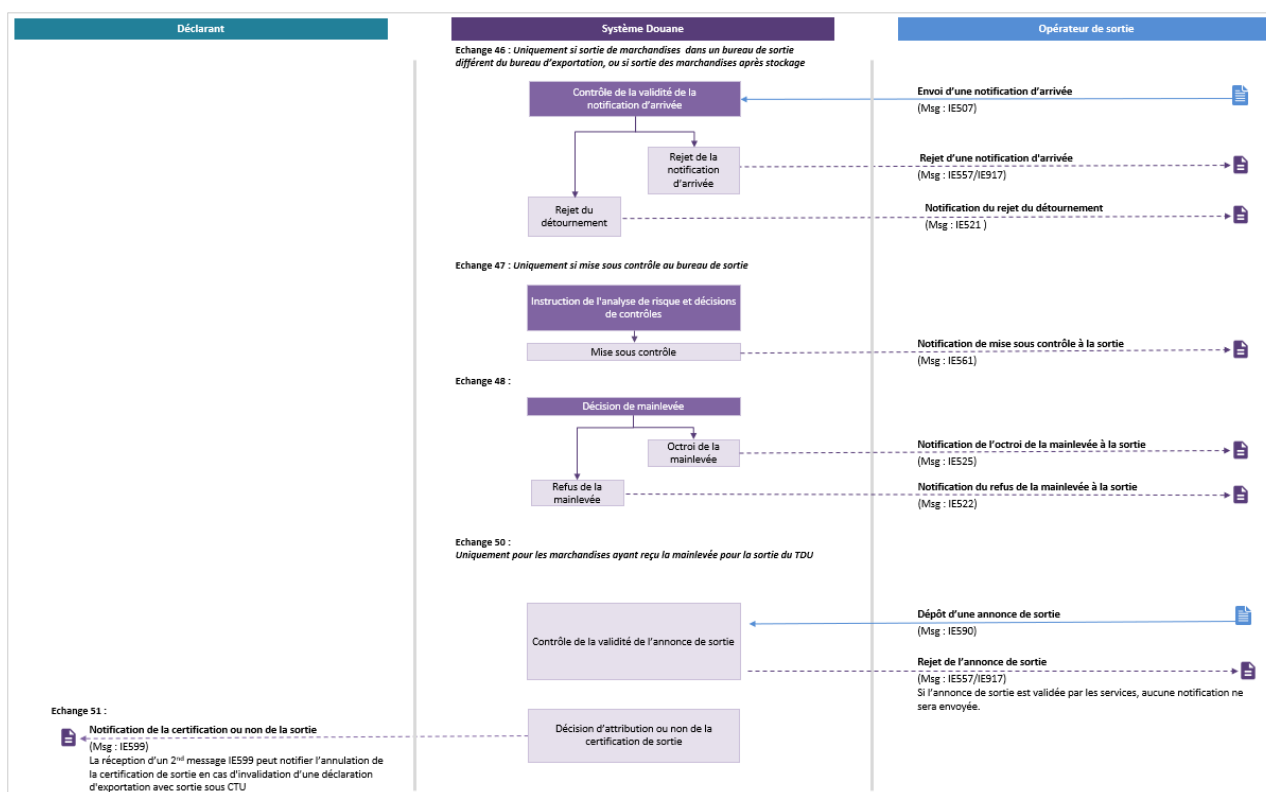 Déclarant
Système Douane
Opérateur de sortie
Echange 46 : Uniquement si sortie de marchandises dans un bureau de sortie
différent du bureau d'exportation, ou si sortie des marchandises après stockage
Contrôle de la validité de la
notification d'arrivée
Envoi d'une notification d'arrivée
(Msg : IE507)
Rejet de la
notification
d'arrivée
Rejet d'une notification d'arrivée
(Msg : IE557/IE917)
Rejet du
détournement
Notification du rejet du détournement
(Msg : IE521 )
Echange 47 : Uniquement si mise sous contrôle au bureau de sortie
Instruction de l'analyse de risque et décisions
de contrôles
Mise sous contrôle
Notification de mise sous contrôle à la sortie
(Msg : IE561)
Echange 48 :
Décision de mainlevée
Octroi de la
mainlevée
Notification de l'octroi de la mainlevée à la sortie
(Msg : IE525)
Refus de la
mainlevée
Notification du refus de la mainlevée à la sortie
(Msg : IE522)
Echange 50 :
Uniquement pour les marchandises ayant reçu la mainlevée pour la sortie du TDU
Contrôle de la validité de l'annonce de sortie
Dépôt d'une annonce de sortie
(Msg : IE590)
Rejet de l'annonce de sortie
(Msg : IE557/IE917)
Si l'annonce de sortie est validée par les services, aucune notification ne
sera envoyée.
Echange 51 :
Notification de la certification ou non de la sortie
(Msg : IE599)
La réception d'un 2nd message IE599 peut notifier l'annulation de
la certification de sortie en cas d'invalidation d'une déclaration
d'exportation avec sortie sous CTU
Décision d'attribution ou non de la
certification de sortie